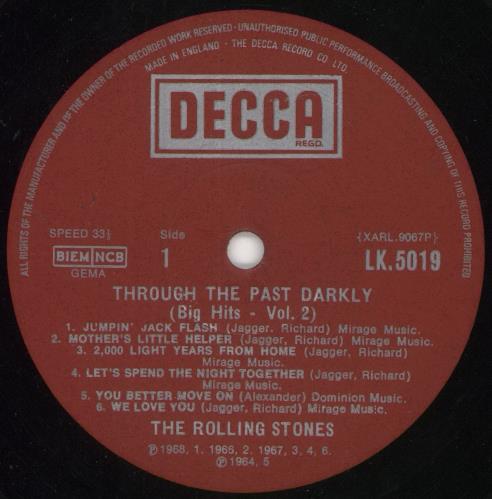 ALL RIGHTS OF THE MANUFACTURER AND OF THE OWNER OF THE RECORDED WORK RESERVED - UNAUTHORISED PUBLIC PERFORMANCE BROADCASTING AND COPYING OF THIS RECORD PROHIBITED
MADE IN ENGLAND - THE DECCA RECORD CO LTD.
DECCA
REGD.
SPEED 33⅓
Side
{XARL.9067P}
BIEM NCB
1
LK.5019
GEMA
THROUGH THE PAST DARKLY
(Big Hits - Vol. 2)
1. JUMPIN' JACK FLASH (Jagger, Richard) Mirage Music.
2. MOTHER'S LITTLE HELPER (Jagger, Richard) Mirage Music.
3. 2,000 LIGHT YEARS FROM HOME (Jagger, Richard)
Mirage Music.
4. LET'S SPEND THE NIGHT TOGETHER (Jagger, Richard)
Mirage Music.
5. YOU BETTER MOVE ON (Alexander) Dominion Music.
6. WE LOVE YOU (Jagger, Richard) Mirage Music.
THE ROLLING STONES
℗1968, 1. 1966, 2. 1967, 3, 4, 6.
℗1964, 5